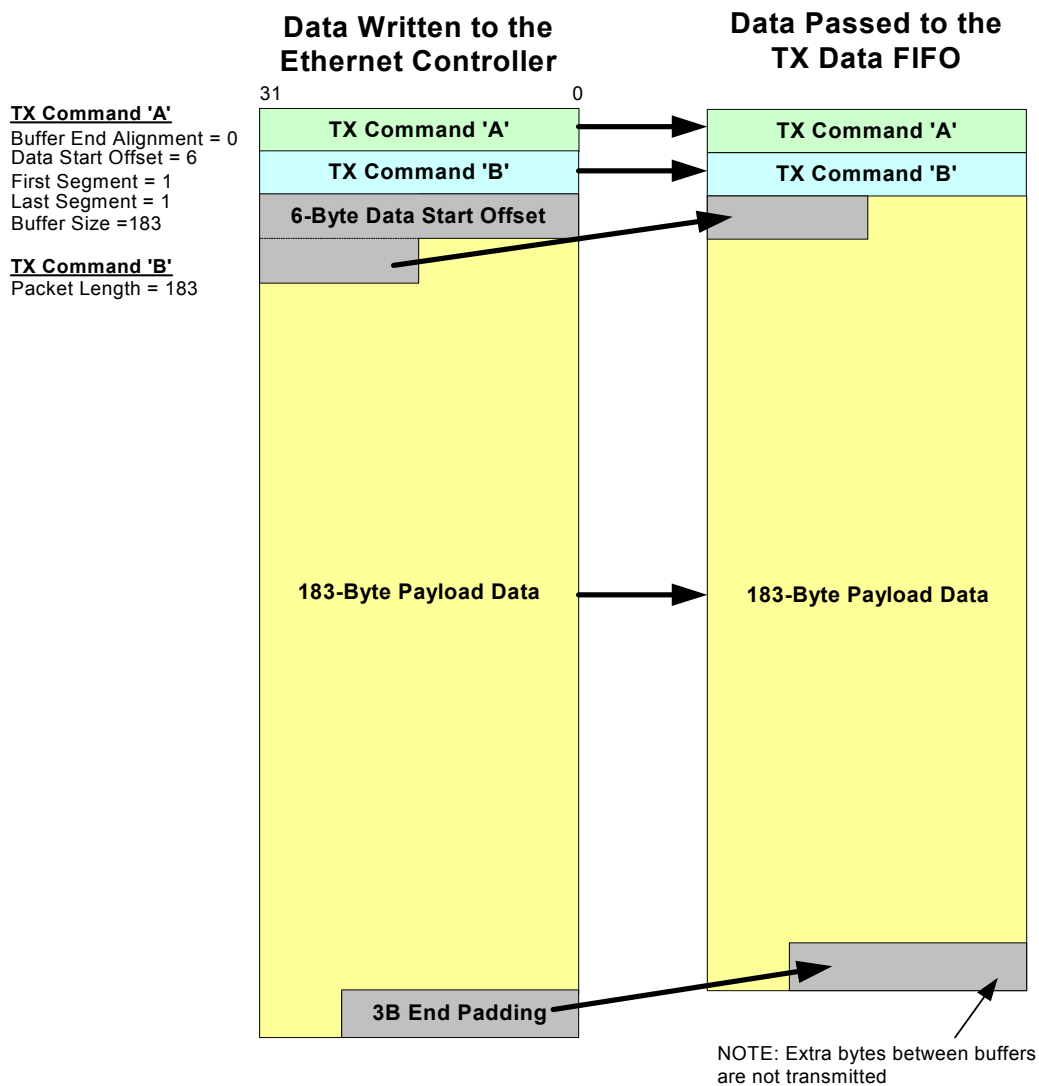 Data Written to the
Ethernet Controller
Data Passed to the
TX Data FIFO
31
0
TX Command 'A'
Buffer End Alignment = 0
Data Start Offset = 6
First Segment = 1
Last Segment = 1
Buffer Size =183
TX Command 'B'
Packet Length = 183
TX Command 'A'
TX Command 'B'
6-Byte Data Start Offset
183-Byte Payload Data
3B End Padding
TX Command 'A'
TX Command 'B'
183-Byte Payload Data
NOTE: Extra bytes between buffers
are not transmitted